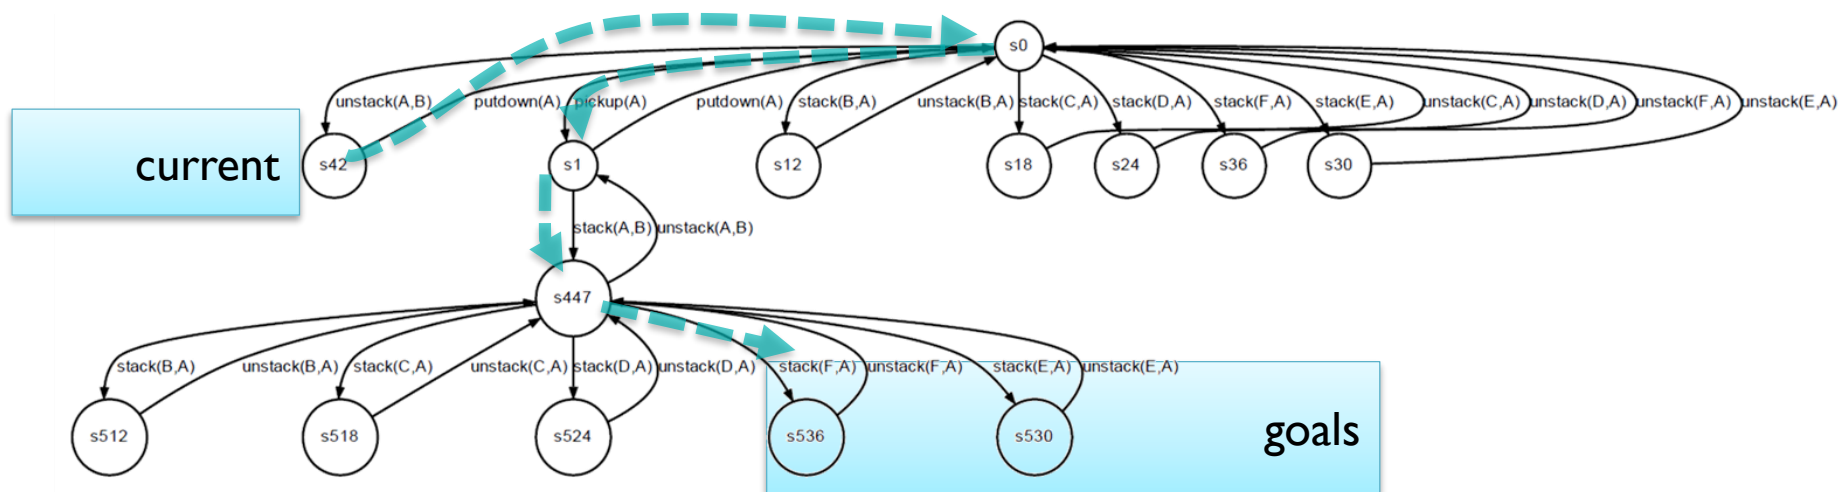 s0
unstack(A,B) putdown(A) pickup(A) putdown(A) stack(B,A) unstack(B,A) stack(C,A) stack(D,A) stack(F,A) stack(E,A) unstack(C,A) unstack(D,A) unstack(F,A) unstack(E,A)
current s42 s1 s12 s18 s24 s36 s30
stack(A,B) unstack(A,B)
s447
stack(B,A) unstack(B,A) stack(C,A) unstack(C,A) stack(D,A) unstack(D,A) stack(F,A) unstack(F,A) stack(E,A) unstack(E,A)
s512 s518 s524 s536 s530 goals